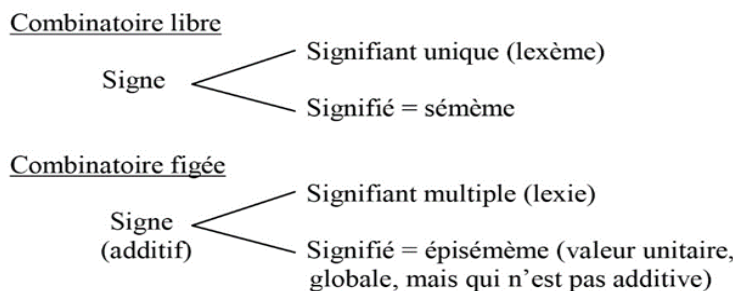 Combinatoire libre
Signifiant unique (lexème)
Signe
Signifié = sémème
Combinatoire figée
Signifiant multiple (lexie)
Signe
(additif)
Signifié = épisémème (valeur unitaire,
globale, mais qui n'est pas additive)